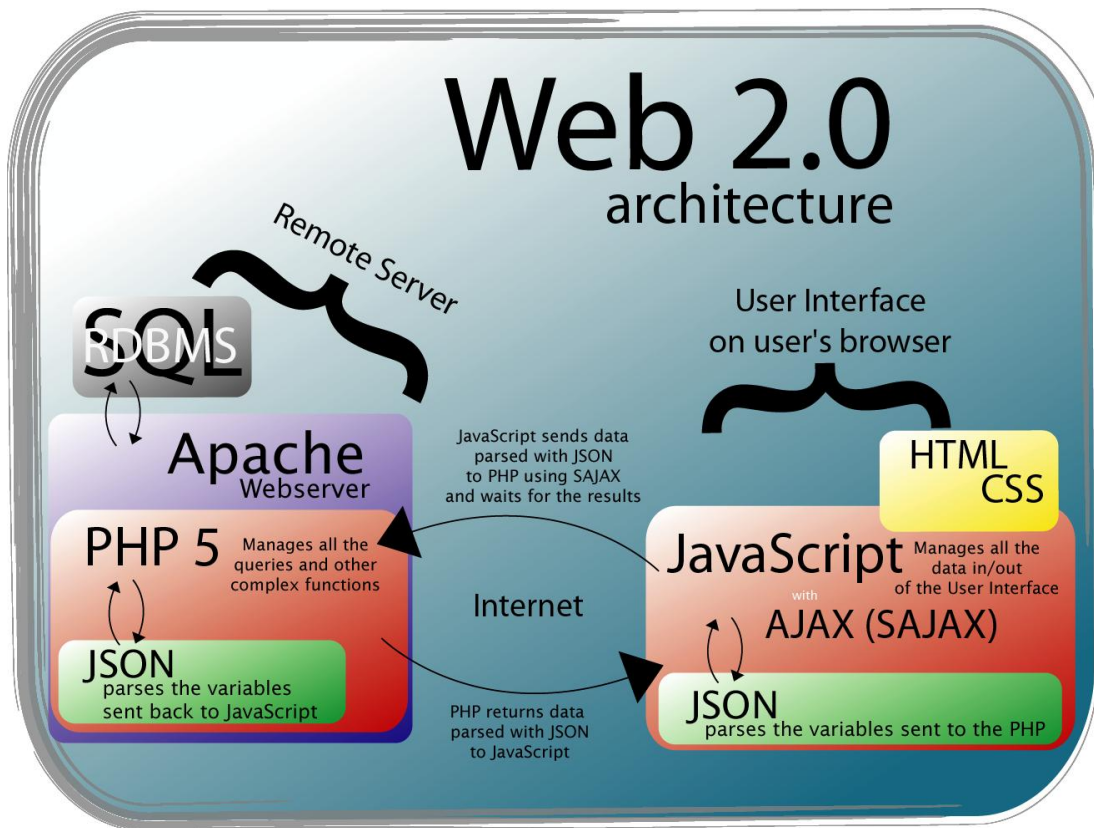 Web 2.0
architecture
Remote Server
SQL
RDBMS
Apache
Webserver
PHP 5
Manages all the
queries and other
complex functions
JSON
parses the variables
sent back to JavaScript
JavaScript sends data
parsed with JSON
to PHP using SAJAX
and waits for the results
Internet
PHP returns data
parsed with JSON
to JavaScript
User Interface
on user's browser
HTML
CSS
JavaScript
Manages all the
data in/out
of the User Interface
with
AJAX (SAJAX)
JSON
parses the variables sent to the PHP